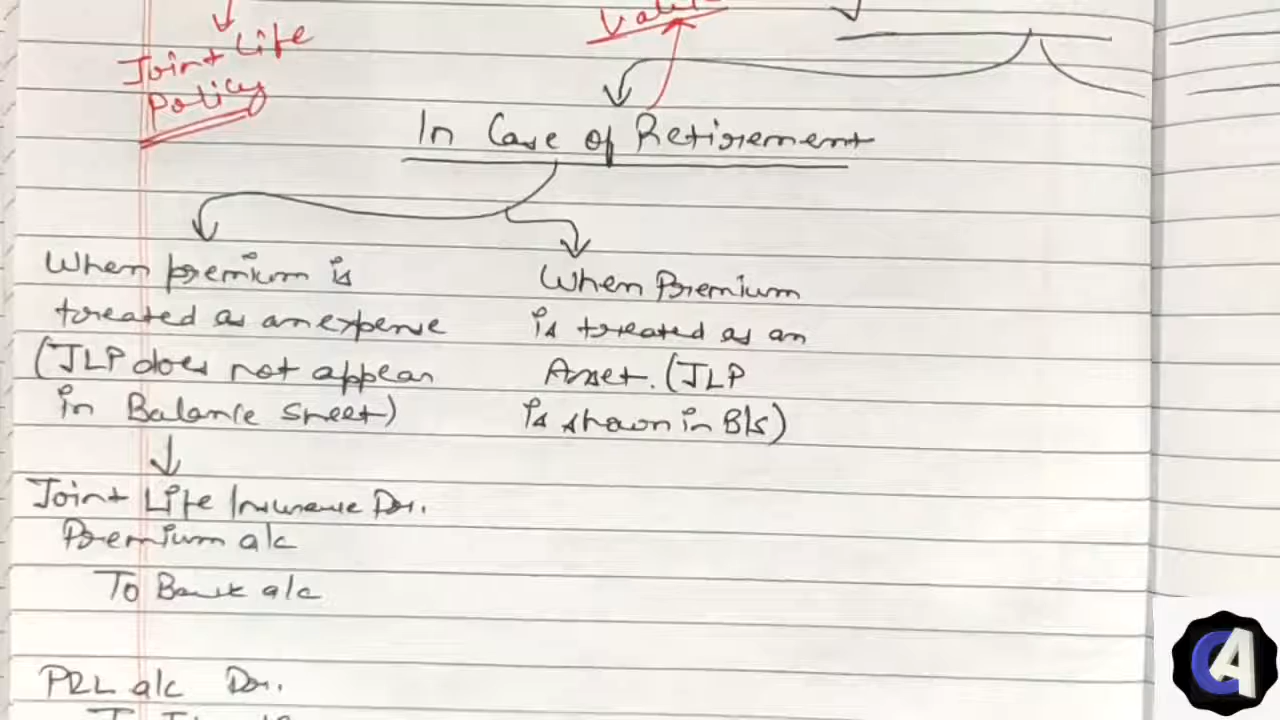 Joint Life
Policy
In Case of Retirement
When premium is
treated as an expense
(JLP does not appear
in Balance Sheet)
When Premium
is treated as an
Asset. (JLP
is shown in B/s)
Joint Life Insurance Dr.
Premium a/c
To Bank a/c
P&L a/c Dr.
CA